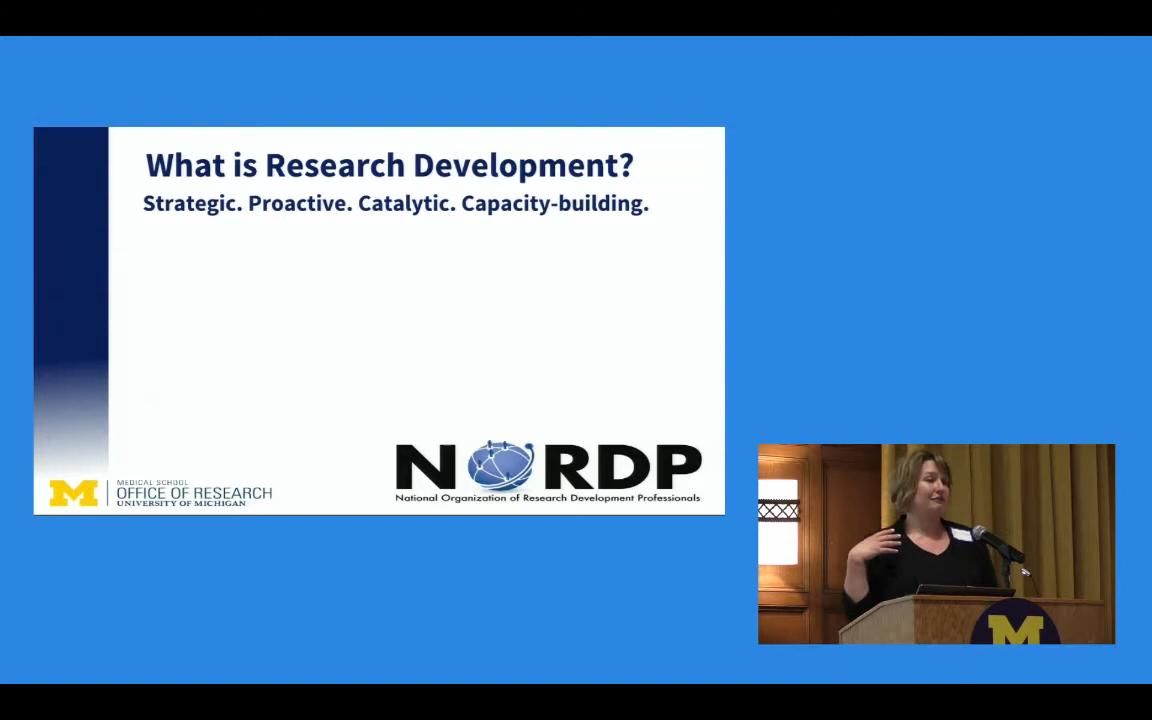 What is Research Development?
Strategic. Proactive. Catalytic. Capacity-building.
NORDP
National Organization of Research Development Professionals
M
MEDICAL SCHOOL
OFFICE OF RESEARCH
UNIVERSITY OF MICHIGAN
M